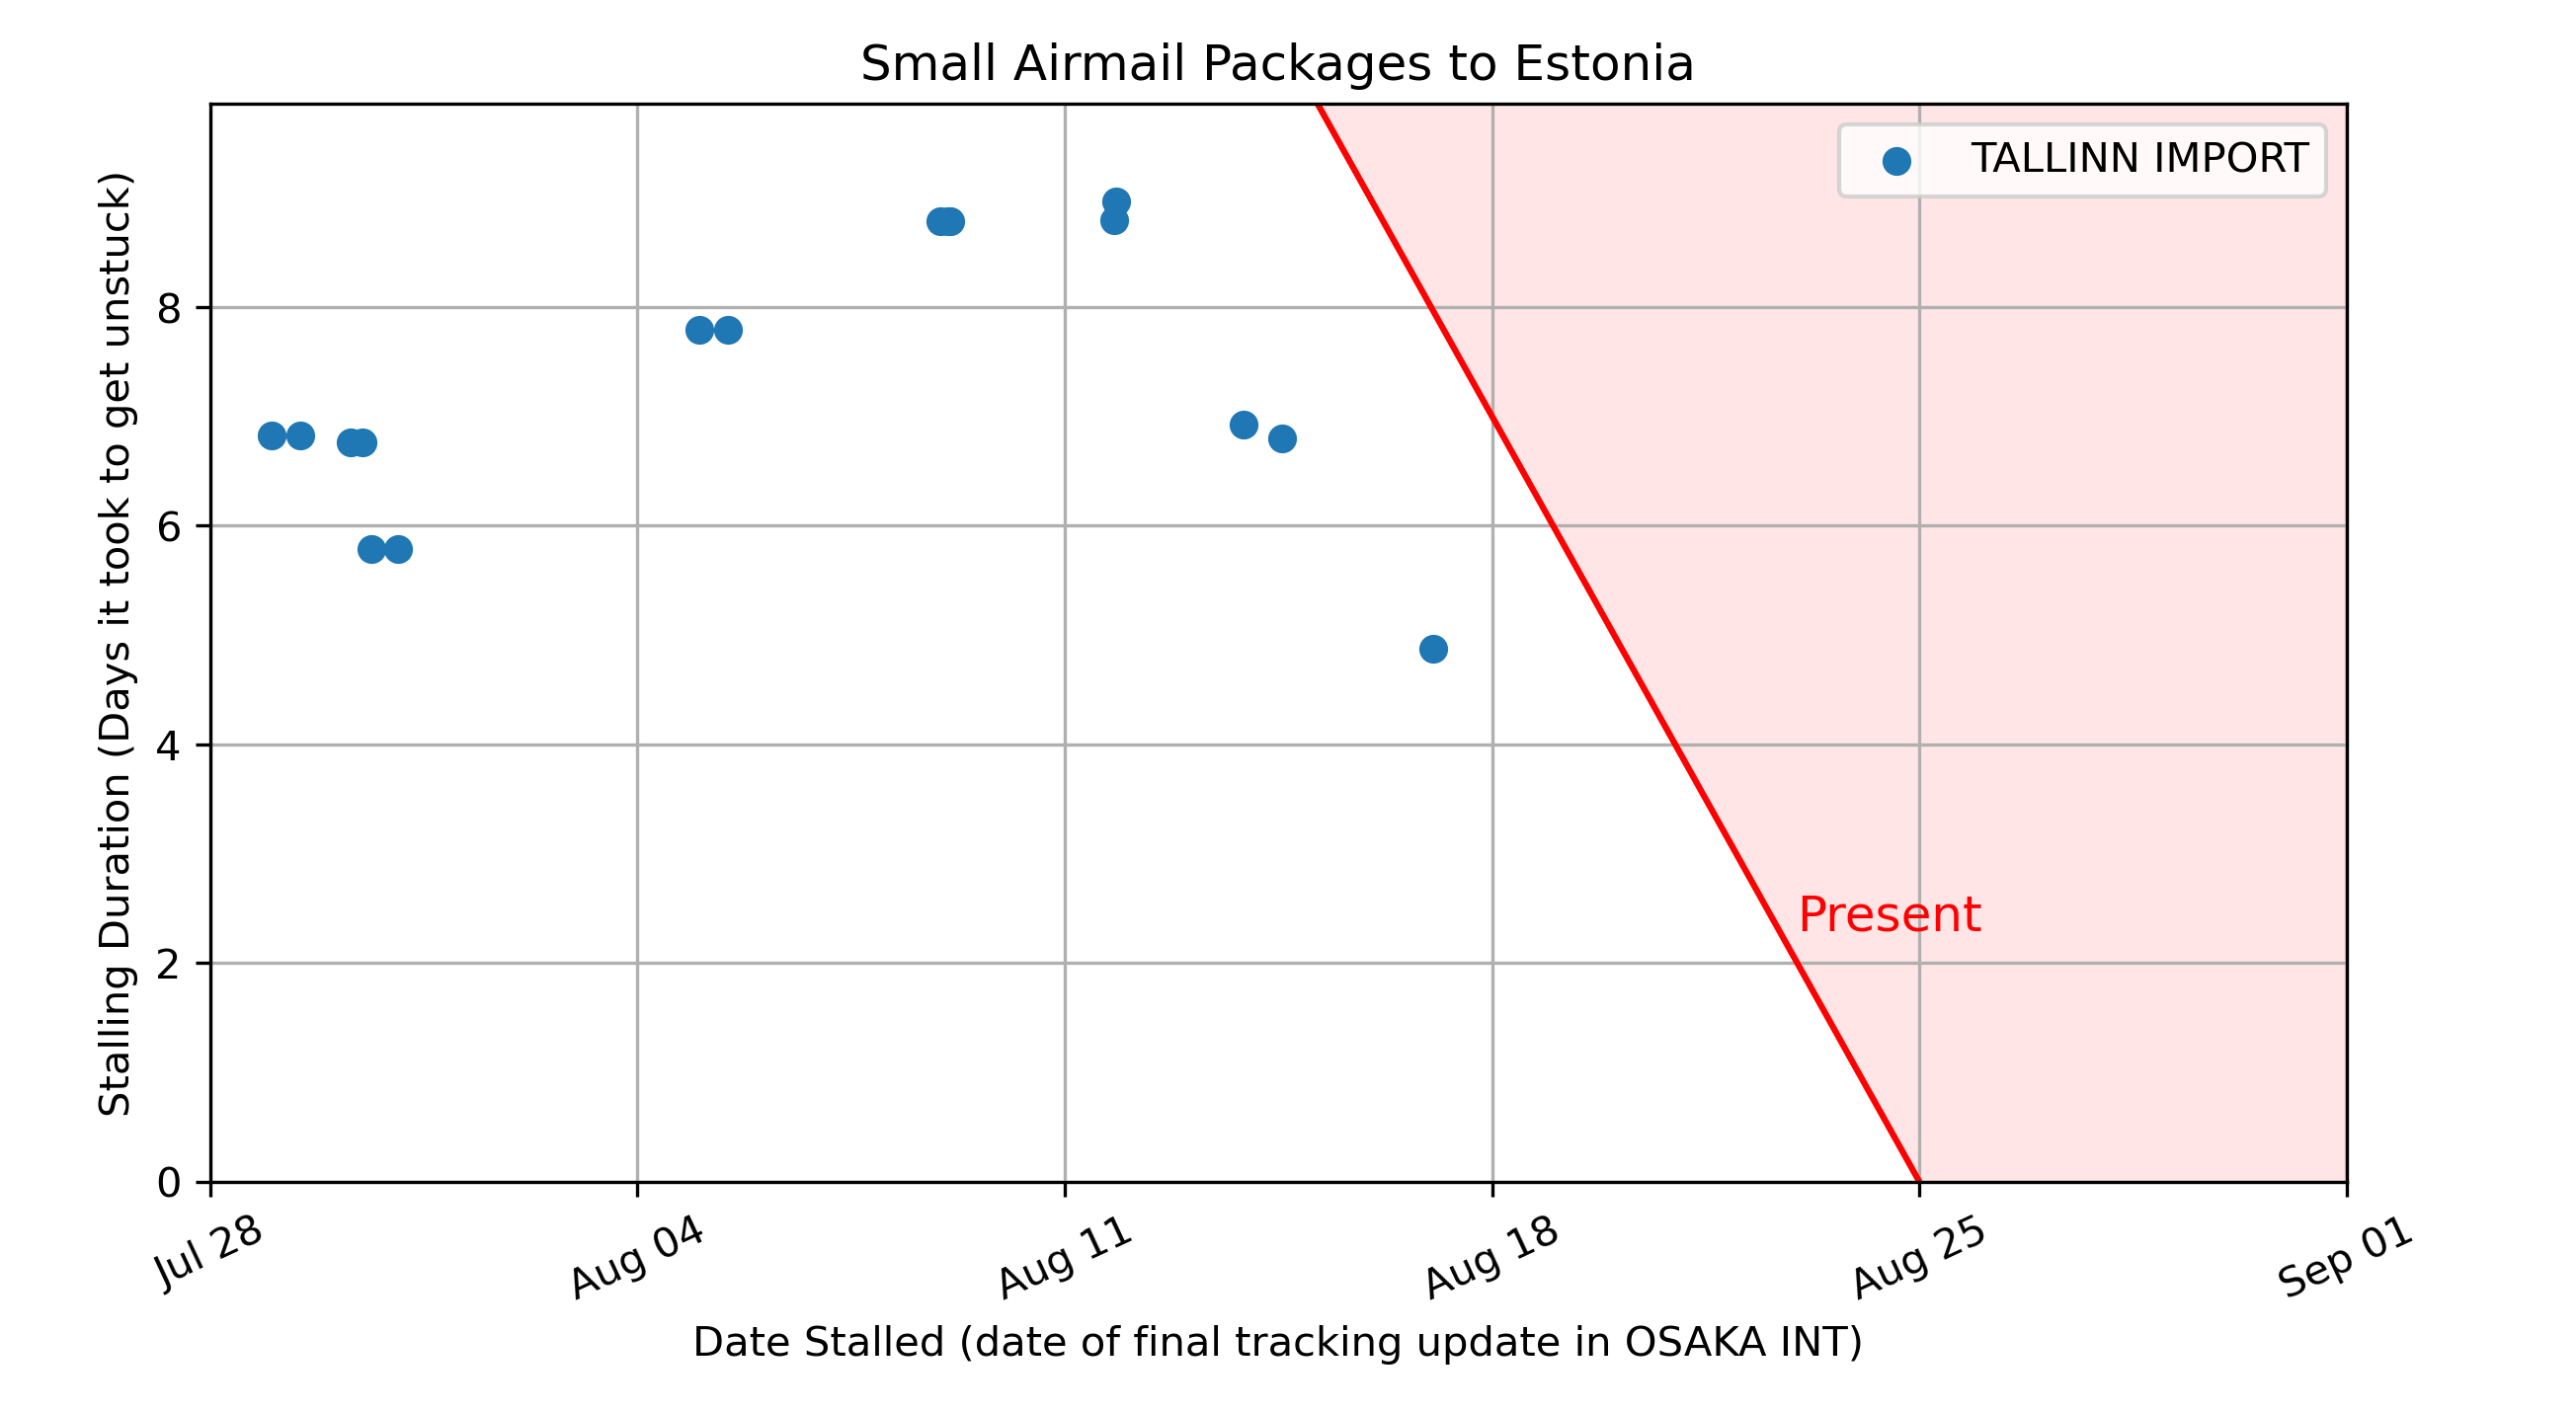 Small Airmail Packages to Estonia
TALLINN IMPORT
Stalling Duration (Days it took to get unstuck)
8
6
4
2
0
Present
Jul 28
Aug 04
Aug 11
Aug 18
Aug 25
Sep 01
Date Stalled (date of final tracking update in OSAKA INT)